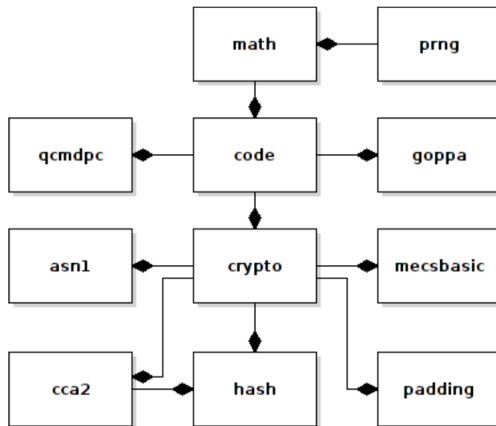 math
prng
qcmdpc
code
goppa
asn1
crypto
mecsbasic
cca2
hash
padding